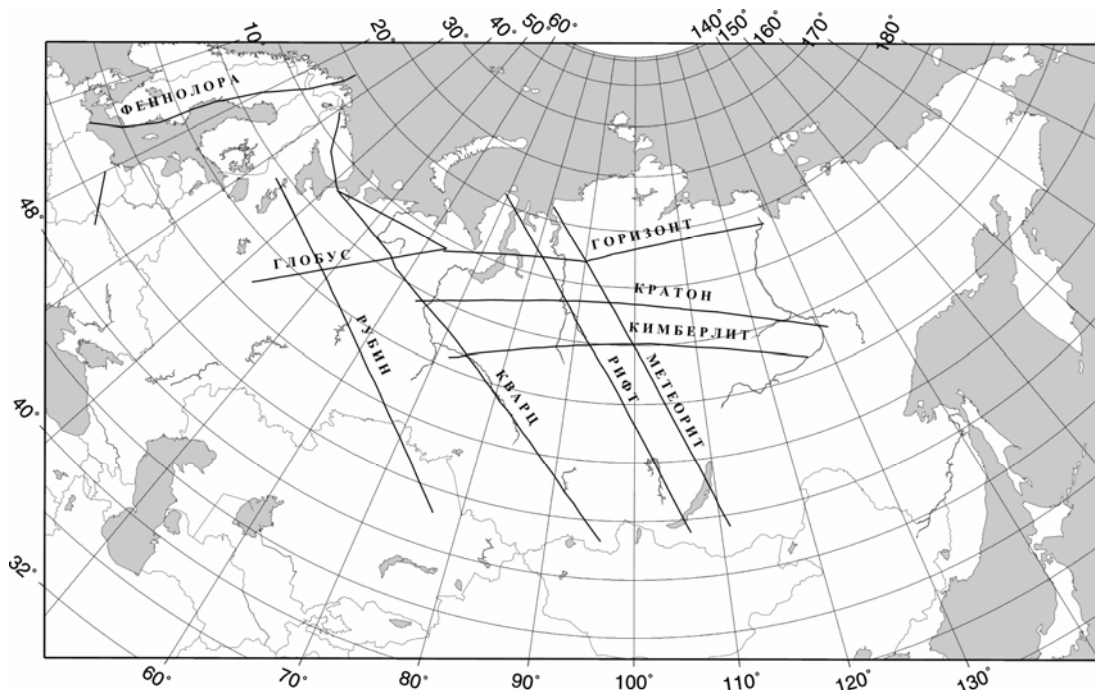 10°
20°
30°
40°
50°
60°
140°
150°
160°
170°
180°
ФЕННОЛОРА
48°
ГЛОБУС
ГОРИЗОНТ
КРАТОН
КИМБЕРЛИТ
РУБИН
КВАРЦ
РИФТ
МЕТЕОРИТ
40°
32°
60°
70°
80°
90°
100°
110°
120°
130°